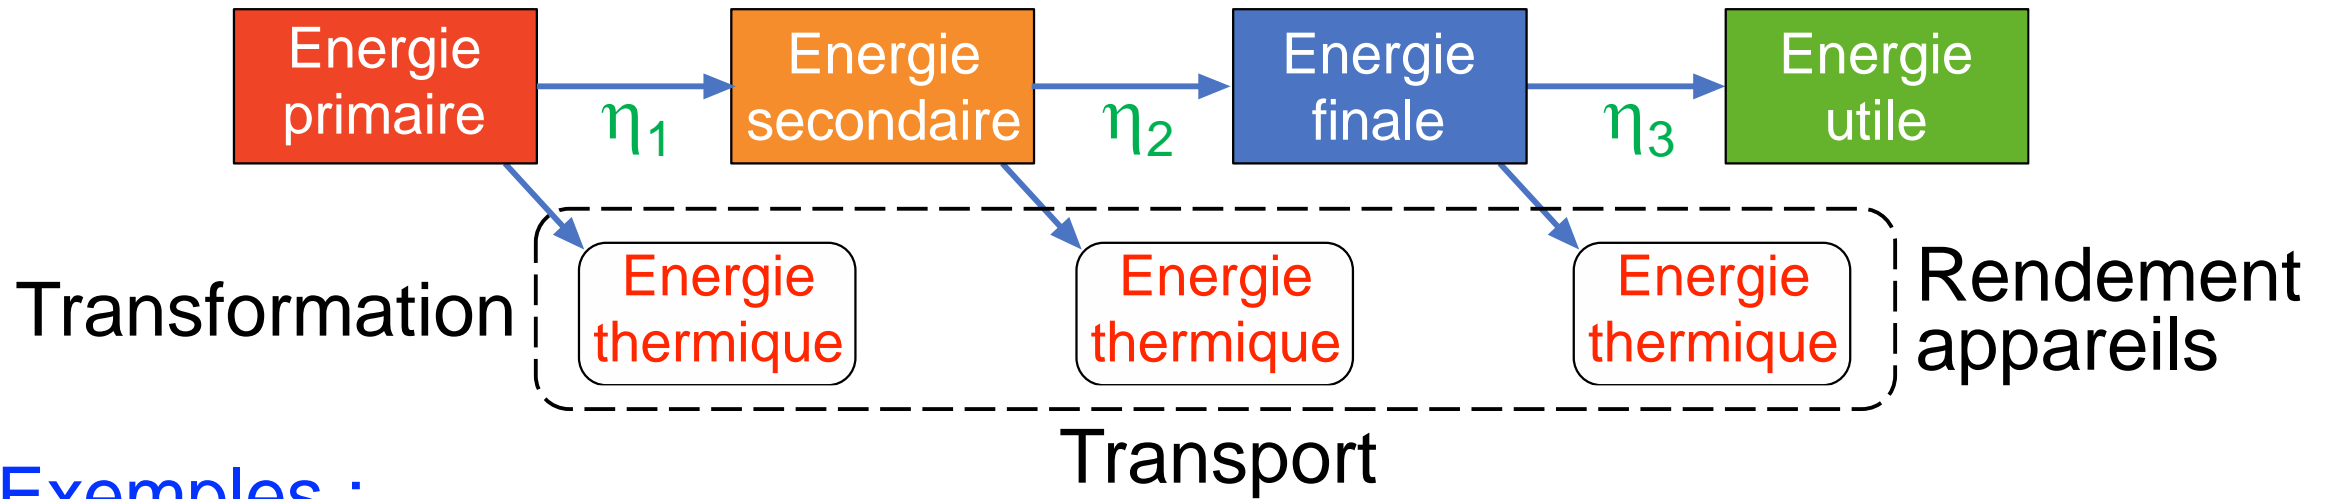 Energie
primaire
η1
Energie
secondaire
η2
Energie
finale
η3
Energie
utile
Transformation
Energie
thermique
Energie
thermique
Energie
thermique
Rendement
appareils
Transport
Exemples :